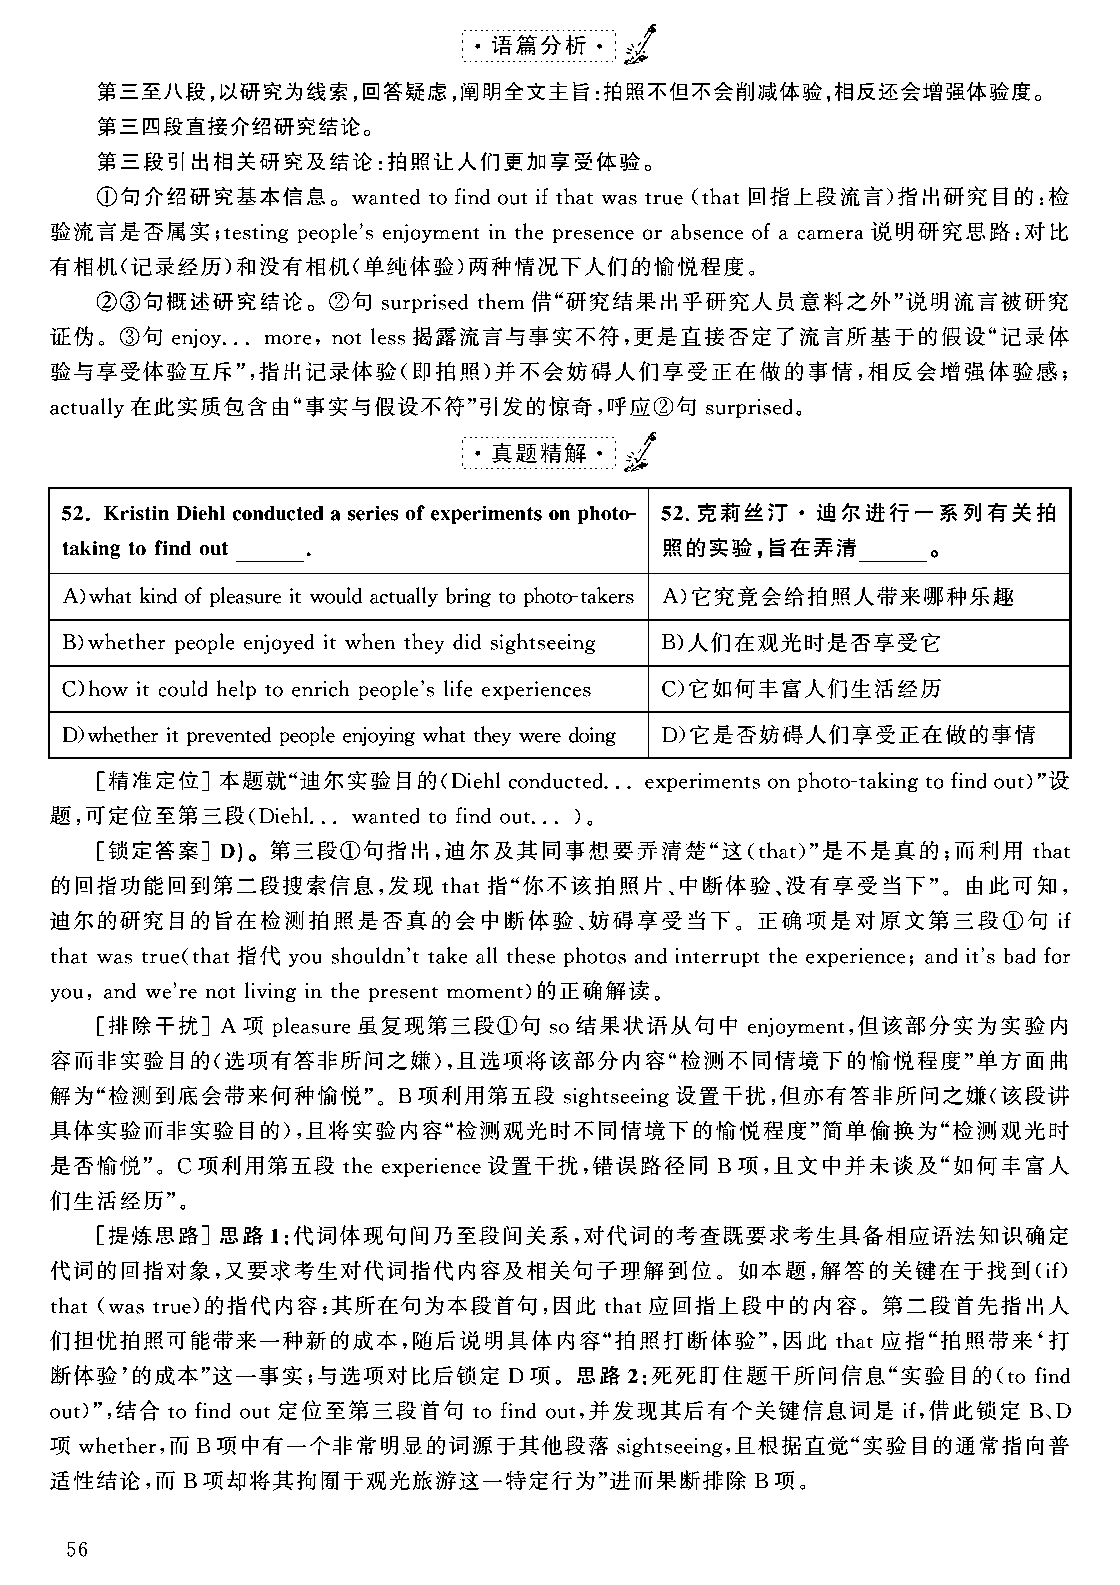 ·语篇分析·
第三至八段,以研究为线索,回答疑虑,阐明全文主旨:拍照不但不会削减体验,相反还会增强体验度。
第三四段直接介绍研究结论。
第三段引出相关研究及结论:拍照让人们更加享受体验。
①句介绍研究基本信息。wanted to find out if that was true (that 回指上段流言)指出研究目的:检
验流言是否属实;testing people's enjoyment in the presence or absence of a camera 说明研究思路:对比
有相机(记录经历)和没有相机(单纯体验)两种情况下人们的愉悦程度。
②③句概述研究结论。②句 surprised them 借“研究结果出乎研究人员意料之外”说明流言被研究
证伪。③句 enjoy... more, not less 揭露流言与事实不符,更是直接否定了流言所基于的假设“记录体
验与享受体验互斥”,指出记录体验(即拍照)并不会妨碍人们享受正在做的事情,相反会增强体验感;
actually 在此实质包含由“事实与假设不符”引发的惊奇,呼应②句 surprised。
·真题精解·
52. Kristin Diehl conducted a series of experiments on photo-
taking to find out ______.
52. 克莉丝汀·迪尔进行一系列有关拍
照的实验,旨在弄清______。
A)what kind of pleasure it would actually bring to photo-takers
A)它究竟会给拍照人带来哪种乐趣
B)whether people enjoyed it when they did sightseeing
B)人们在观光时是否享受它
C)how it could help to enrich people's life experiences
C)它如何丰富人们生活经历
D)whether it prevented people enjoying what they were doing
D)它是否妨碍人们享受正在做的事情
[精准定位] 本题就“迪尔实验目的(Diehl conducted... experiments on photo-taking to find out)”设
题,可定位至第三段(Diehl... wanted to find out... )。
[锁定答案] D)。第三段①句指出,迪尔及其同事想要弄清楚“这(that)”是不是真的;而利用 that
的回指功能回到第二段搜索信息,发现 that 指“你不该拍照片、中断体验、没有享受当下”。由此可知,
迪尔的研究目的旨在检测拍照是否真的会中断体验、妨碍享受当下。正确项是对原文第三段①句 if
that was true(that 指代 you shouldn't take all these photos and interrupt the experience; and it's bad for
you, and we're not living in the present moment)的正确解读。
[排除干扰] A 项 pleasure 虽复现第三段①句 so 结果状语从句中 enjoyment,但该部分实为实验内
容而非实验目的(选项有答非所问之嫌),且选项将该部分内容“检测不同情境下的愉悦程度”单方面曲
解为“检测到底会带来何种愉悦”。B 项利用第五段 sightseeing 设置干扰,但亦有答非所问之嫌(该段讲
具体实验而非实验目的),且将实验内容“检测观光时不同情境下的愉悦程度”简单偷换为“检测观光时
是否愉悦”。C 项利用第五段 the experience 设置干扰,错误路径同 B 项,且文中并未谈及“如何丰富人
们生活经历”。
[提炼思路] 思路 1:代词体现句间乃至段间关系,对代词的考查既要求考生具备相应语法知识确定
代词的回指对象,又要求考生对代词指代内容及相关句子理解到位。如本题,解答的关键在于找到(if)
that (was true)的指代内容:其所在句为本段首句,因此 that 应回指上段中的内容。第二段首先指出人
们担忧拍照可能带来一种新的成本,随后说明具体内容“拍照打断体验”,因此 that 应指“拍照带来‘打
断体验’的成本”这一事实;与选项对比后锁定 D 项。思路 2:死死盯住题干所问信息“实验目的(to find
out)”,结合 to find out 定位至第三段首句 to find out,并发现其后有个关键信息词是 if,借此锁定 B、D
项 whether,而 B 项中有一个非常明显的词源于其他段落 sightseeing,且根据直觉“实验目的通常指向普
适性结论,而 B 项却将其拘囿于观光旅游这一特定行为”进而果断排除 B 项。
56